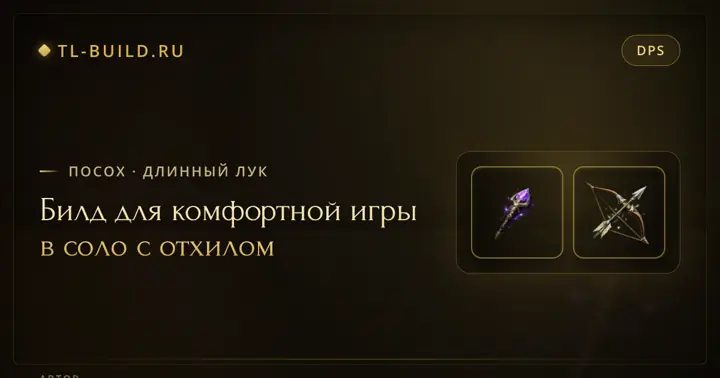 TL-BUILD.RU
DPS
ПОСОХ · ДЛИННЫЙ ЛУК
Билд для комфортной игры
в соло с отхилом